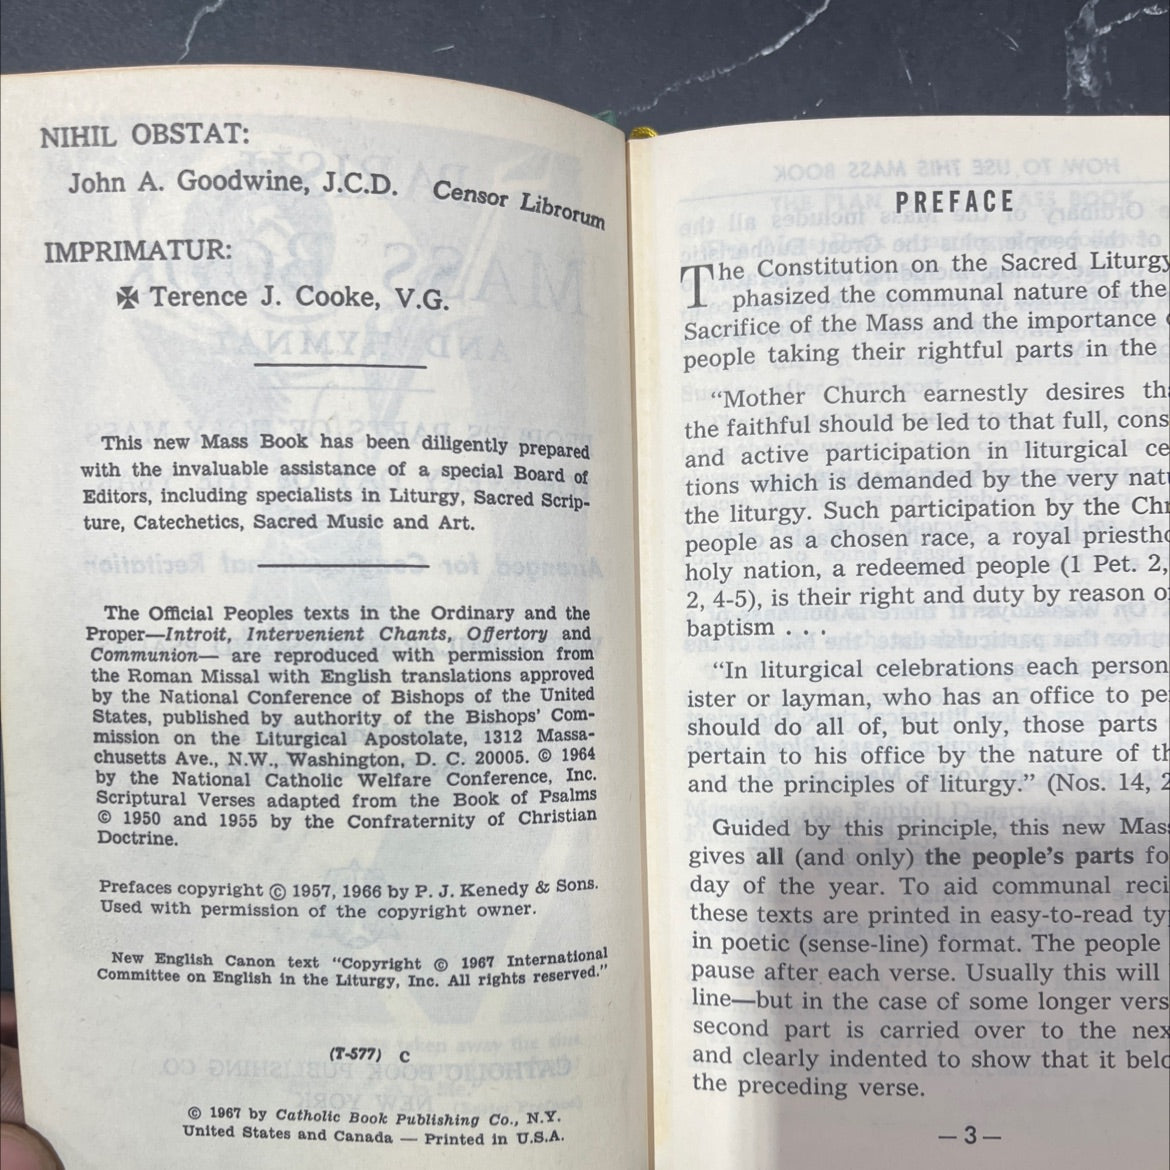 NIHIL OBSTAT:
John A. Goodwine, J.C.D. Censor Librorum
IMPRIMATUR:
✠ Terence J. Cooke, V.G.
This new Mass Book has been diligently prepared
with the invaluable assistance of a special Board of
Editors, including specialists in Liturgy, Sacred Scrip-
ture, Catechetics, Sacred Music and Art.
The Official Peoples texts in the Ordinary and the
Proper—Introit, Intervenient Chants, Offertory and
Communion— are reproduced with permission from
the Roman Missal with English translations approved
by the National Conference of Bishops of the United
States, published by authority of the Bishops' Com-
mission on the Liturgical Apostolate, 1312 Massa-
chusetts Ave., N.W., Washington, D. C. 20005. © 1964
by the National Catholic Welfare Conference, Inc.
Scriptural Verses adapted from the Book of Psalms
© 1950 and 1955 by the Confraternity of Christian
Doctrine.
Prefaces copyright © 1957, 1966 by P. J. Kenedy & Sons.
Used with permission of the copyright owner.
New English Canon text "Copyright © 1967 International
Committee on English in the Liturgy, Inc. All rights reserved."
(T-577) C
© 1967 by Catholic Book Publishing Co., N.Y.
United States and Canada — Printed in U.S.A.
PREFACE
The Constitution on the Sacred Liturgy
phasized the communal nature of the
Sacrifice of the Mass and the importance
people taking their rightful parts in the
"Mother Church earnestly desires tha
the faithful should be led to that full, cons
and active participation in liturgical ce
tions which is demanded by the very natu
the liturgy. Such participation by the Chr
people as a chosen race, a royal priestho
holy nation, a redeemed people (1 Pet. 2,
2, 4-5), is their right and duty by reason o
baptism . . .
"In liturgical celebrations each person
ister or layman, who has an office to pe
should do all of, but only, those parts
pertain to his office by the nature of th
and the principles of liturgy." (Nos. 14, 2
Guided by this principle, this new Mass
gives all (and only) the people's parts fo
day of the year. To aid communal reci
these texts are printed in easy-to-read ty
in poetic (sense-line) format. The people
pause after each verse. Usually this will
line—but in the case of some longer vers
second part is carried over to the nex
and clearly indented to show that it belo
the preceding verse.
— 3 —